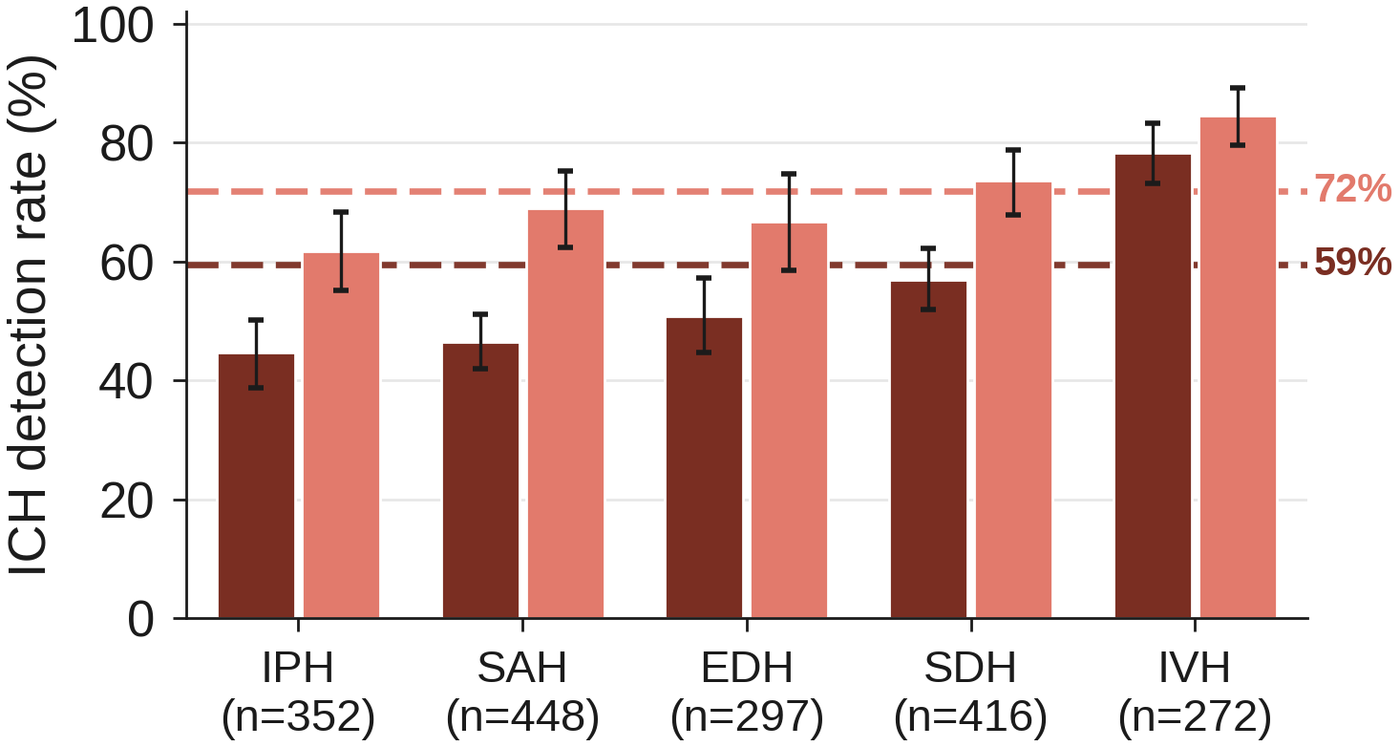 ICH detection rate (%)
100
80
60
40
20
0
72%
59%
IPH
(n=352)
SAH
(n=448)
EDH
(n=297)
SDH
(n=416)
IVH
(n=272)